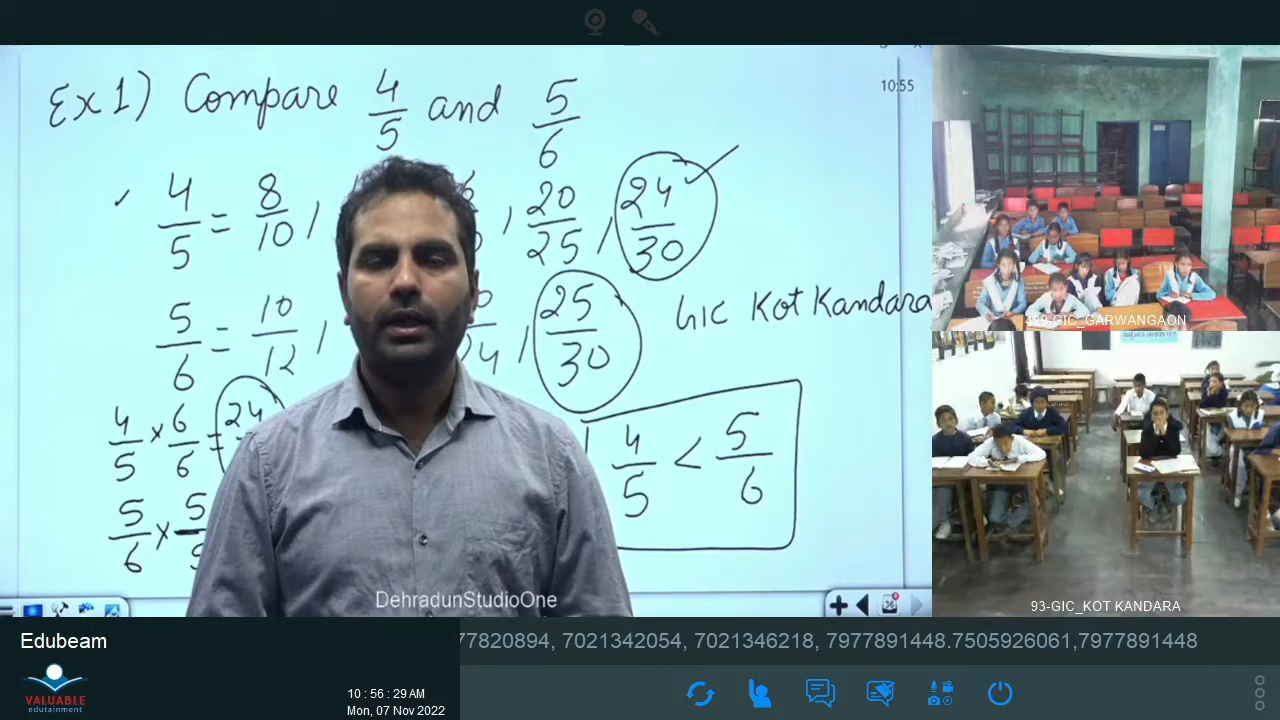 10:55
Ex 1) Compare 4/5 and 5/6
4/5 = 8/10, 20/25, 24/30
5/6 = 10/12, 25/30
GIC Kot Kandara
4/5 × 6/6 = 24
5/6 × 5
4/5 < 5/6
DehradunStudioOne
429-GIC_GARWANGAON
93-GIC_KOT KANDARA
Edubeam
77820894, 7021342054, 7021346218, 7977891448.7505926061,7977891448
VALUABLE
edutainment
10 : 56 : 29 AM
Mon, 07 Nov 2022